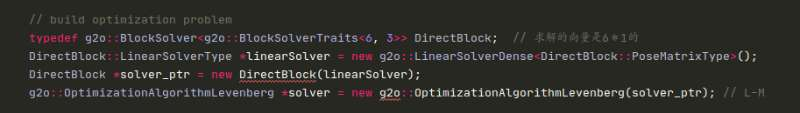 // build optimization problem
typedef g2o::BlockSolver<g2o::BlockSolverTraits<6, 3>> DirectBlock;  // 求解的向量是6*1的
DirectBlock::LinearSolverType *linearSolver = new g2o::LinearSolverDense<DirectBlock::PoseMatrixType>();
DirectBlock *solver_ptr = new DirectBlock(linearSolver);
g2o::OptimizationAlgorithmLevenberg *solver = new g2o::OptimizationAlgorithmLevenberg(solver_ptr); // L-M